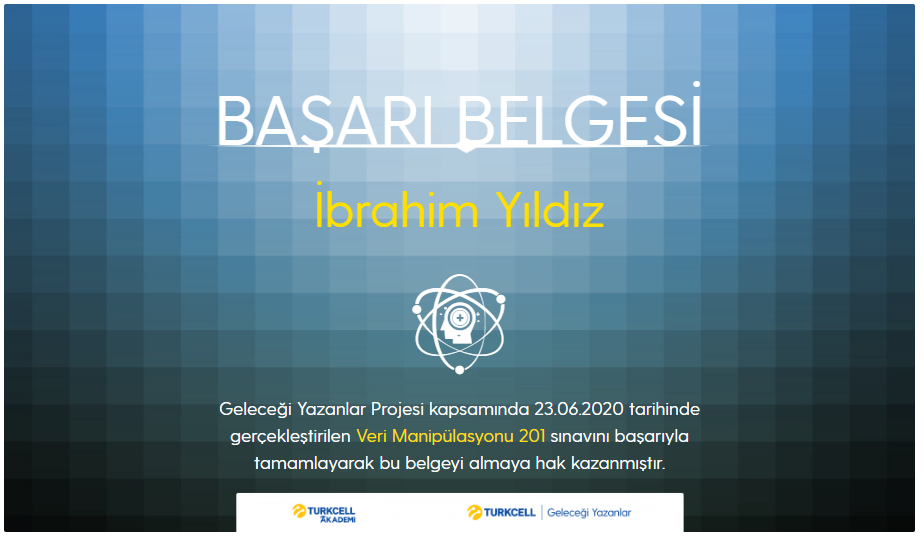 BAŞARI BELGESİ
İbrahim Yıldız
Geleceği Yazanlar Projesi kapsamında 23.06.2020 tarihinde
gerçekleştirilen Veri Manipülasyonu 201 sınavını başarıyla
tamamlayarak bu belgeyi almaya hak kazanmıştır.
TURKCELL
AKADEMİ
TURKCELL | Geleceği Yazanlar